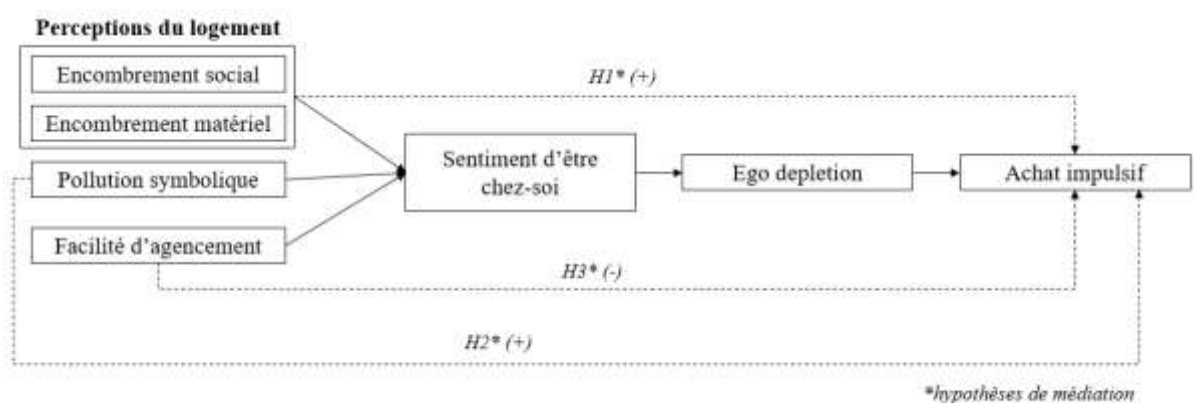 Perceptions du logement
Encombrement social
Encombrement matériel
Pollution symbolique
Facilité d'agencement
Sentiment d'être
chez-soi
Ego depletion
Achat impulsif
H1* (+)
H3* (-)
H2* (+)
*hypothèses de médiation